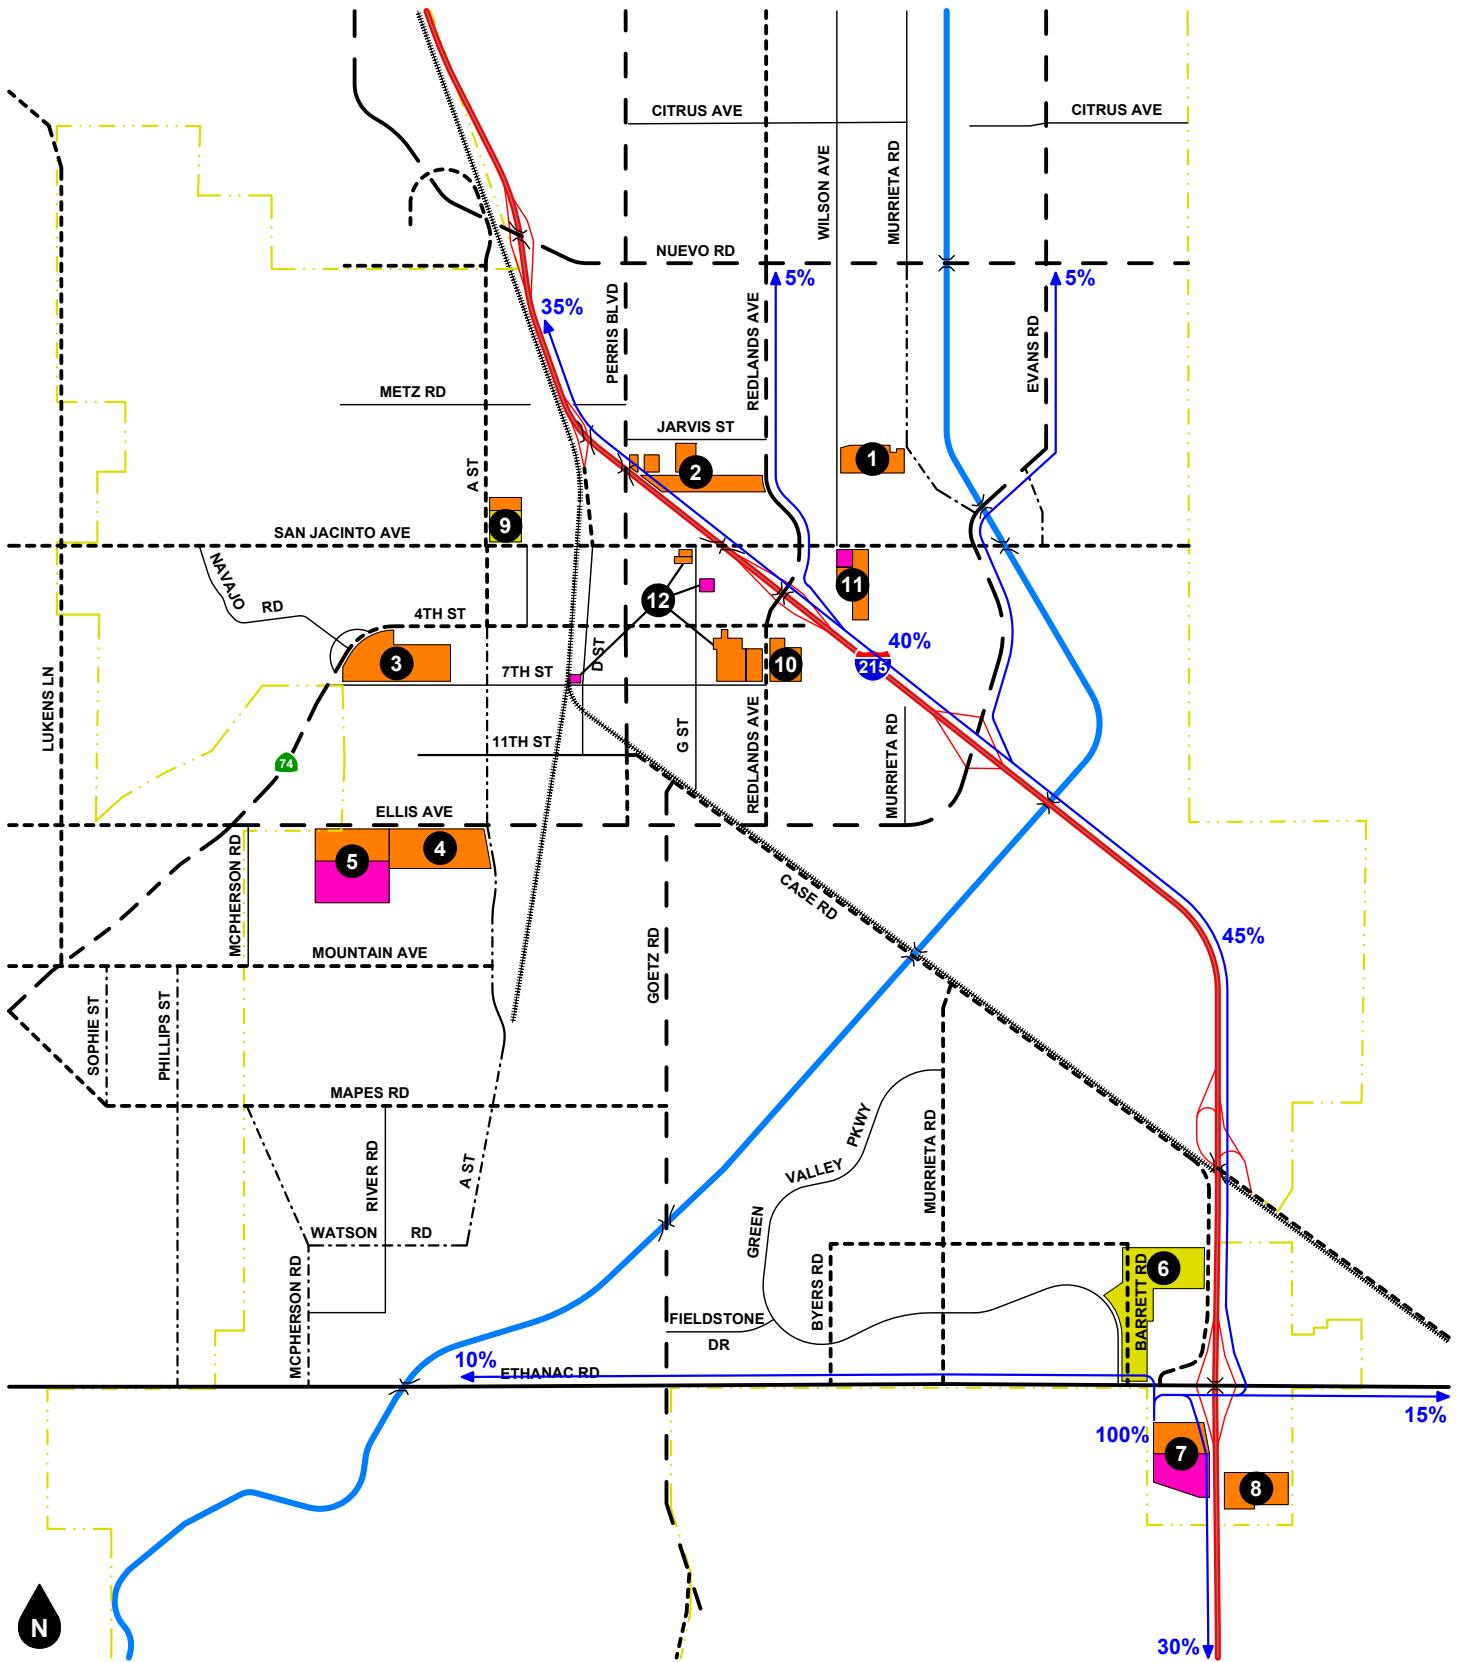 CITRUS AVE
CITRUS AVE
WILSON AVE
MURRIETA RD
NUEVO RD
5%
5%
35%
PERRIS BLVD
REDLANDS AVE
EVANS RD
METZ RD
JARVIS ST
A ST
1
2
9
SAN JACINTO AVE
NAVAJO
RD
11
12
4TH ST
40%
D ST
3
7TH ST
10
215
LUKENS LN
11TH ST
G ST
REDLANDS AVE
MURRIETA RD
74
ELLIS AVE
MCPHERSON RD
5
4
CASE RD
45%
MOUNTAIN AVE
GOETZ RD
SOPHIE ST
PHILLIPS ST
MAPES RD
RIVER RD
A ST
GREEN
VALLEY
PKWY
MURRIETA RD
WATSON
RD
MCPHERSON RD
BYERS RD
BARRETT RD
6
FIELDSTONE
DR
10%
ETHANAC RD
15%
100%
7
8
N
30%